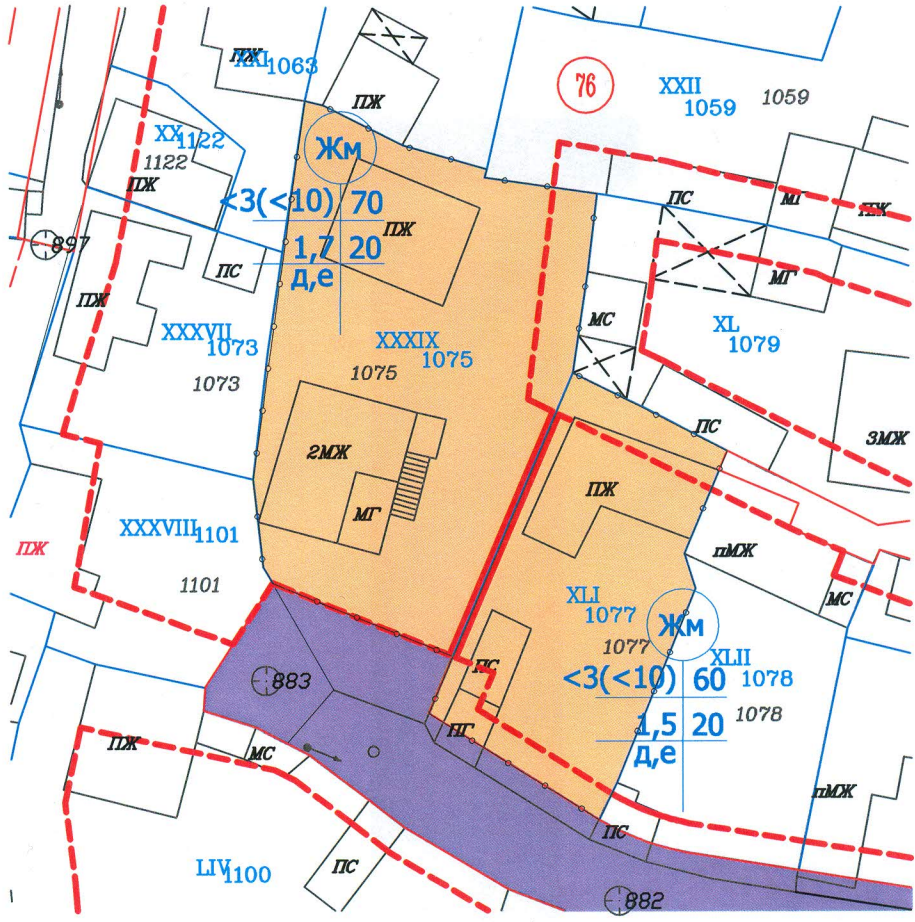 ПЖ
XXI 1063
76
XXII 1059
1059
ПЖ
XX 1122
1122
ПЖ
Жм
<3(<10) 70
1,7 20
д,е
ПЖ
ПС
МГ
ПЖ
897
ПС
МГ
ПЖ
XXXVII 1073
1073
XXXIX 1075
1075
МС
XL 1079
ПС
3МЖ
2МЖ
МГ
ПЖ
XXXVIII 1101
1101
ПЖ
пМЖ
МС
XLI 1077
1077
Жм
<3(<10) 60
1,5 20
д,е
XLII 1078
1078
883
ПС
ПГ
ПЖ
МС
пМЖ
ПС
ПС
LIV 1100
882